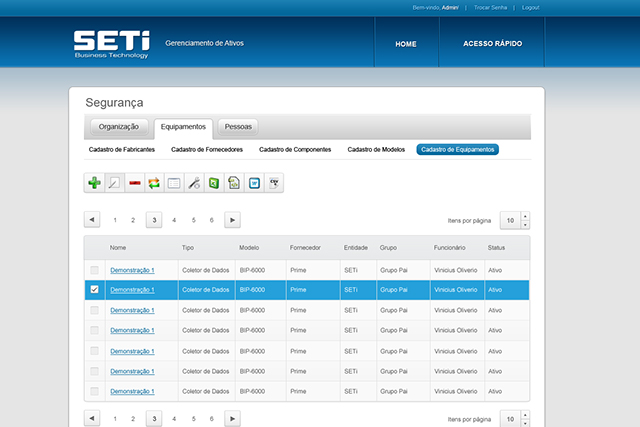 Bem-vindo, Admin! | Trocar Senha | Logout
SETi
Business Technology
Gerenciamento de Ativos
HOME
ACESSO RÁPIDO
Segurança
Organização Equipamentos Pessoas
Cadastro de Fabricantes Cadastro de Fornecedores Cadastro de Componentes Cadastro de Modelos Cadastro de Equipamentos
1 2 3 4 5 6 Itens por página 10
Nome Tipo Modelo Fornecedor Entidade Grupo Funcionário Status
Demonstração 1 Coletor de Dados BIP-6000 Prime SETi Grupo Pai Vinicius Oliverio Ativo
Demonstração 1 Coletor de Dados BIP-6000 Prime SETi Grupo Pai Vinicius Oliverio Ativo
Demonstração 1 Coletor de Dados BIP-6000 Prime SETi Grupo Pai Vinicius Oliverio Ativo
Demonstração 1 Coletor de Dados BIP-6000 Prime SETi Grupo Pai Vinicius Oliverio Ativo
Demonstração 1 Coletor de Dados BIP-6000 Prime SETi Grupo Pai Vinicius Oliverio Ativo
Demonstração 1 Coletor de Dados BIP-6000 Prime SETi Grupo Pai Vinicius Oliverio Ativo
Demonstração 1 Coletor de Dados BIP-6000 Prime SETi Grupo Pai Vinicius Oliverio Ativo
1 2 3 4 5 6 Itens por página 10